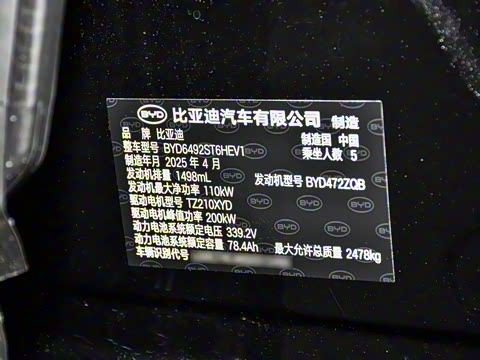 BYD 比亚迪汽车有限公司 制造
品 牌 比亚迪 制造国 中国
整车型号 BYD6492ST6HEV1 乘坐人数 5
制造年月 2025 年 4 月
发动机排量 1498mL 发动机型号 BYD472ZQB
发动机最大净功率 110kW
驱动电机型号 TZ210XYD
驱动电机峰值功率 200kW
动力电池系统额定电压 339.2V
动力电池系统额定容量 78.4Ah 最大允许总质量 2478kg
车辆识别代号